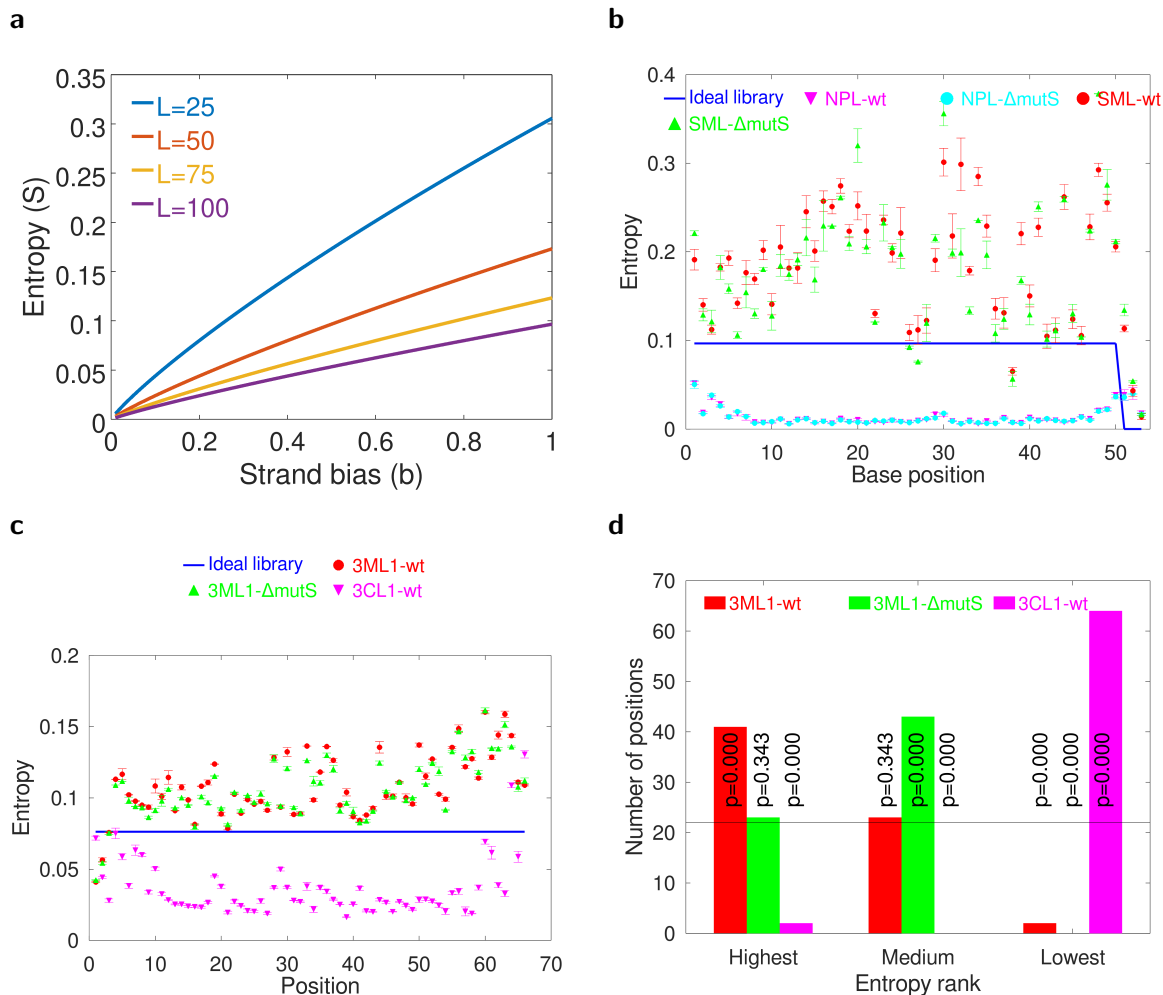 a
0.35
0.3
0.25
0.2
0.15
0.1
0.05
0
Entropy (S)
L=25
L=50
L=75
L=100
0 0.2 0.4 0.6 0.8 1
Strand bias (b)
b
0.4
0.3
0.2
0.1
0
Entropy
Ideal library NPL-wt NPL-ΔmutS SML-wt
SML-ΔmutS
0 10 20 30 40 50
Base position
c
Ideal library 3ML1-wt
3ML1-ΔmutS 3CL1-wt
0.2
0.15
0.1
0.05
0
Entropy
0 10 20 30 40 50 60 70
Position
d
70
60
50
40
30
20
10
0
Number of positions
3ML1-wt 3ML1-ΔmutS 3CL1-wt
p=0.000
p=0.343
p=0.000
p=0.343
p=0.000
p=0.000
p=0.000
p=0.000
p=0.000
Highest Medium Lowest
Entropy rank